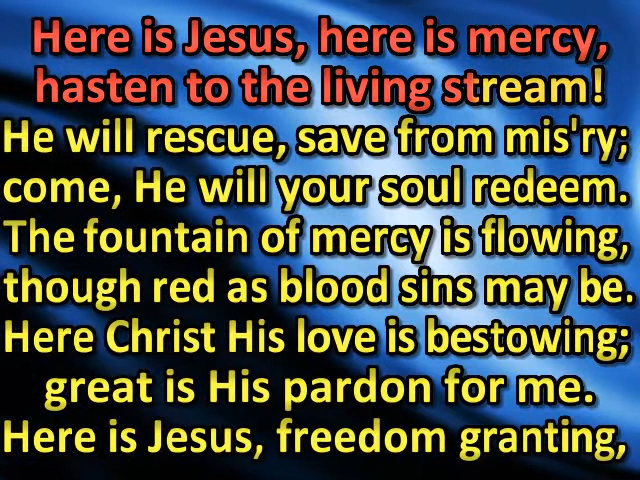 Here is Jesus, here is mercy,
hasten to the living stream!
He will rescue, save from mis'ry;
come, He will your soul redeem.
The fountain of mercy is flowing,
though red as blood sins may be.
Here Christ His love is bestowing;
great is His pardon for me.
Here is Jesus, freedom granting,